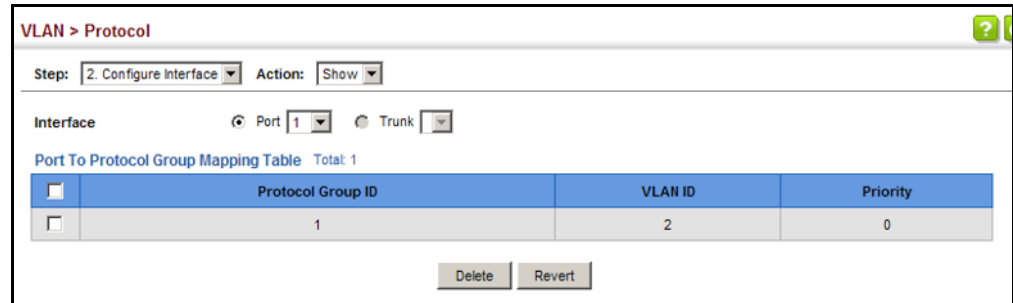 VLAN > Protocol
?
Step: 2. Configure Interface Action: Show
Interface Port 1 Trunk
Port To Protocol Group Mapping Table Total: 1
Protocol Group ID VLAN ID Priority
1 2 0
Delete Revert